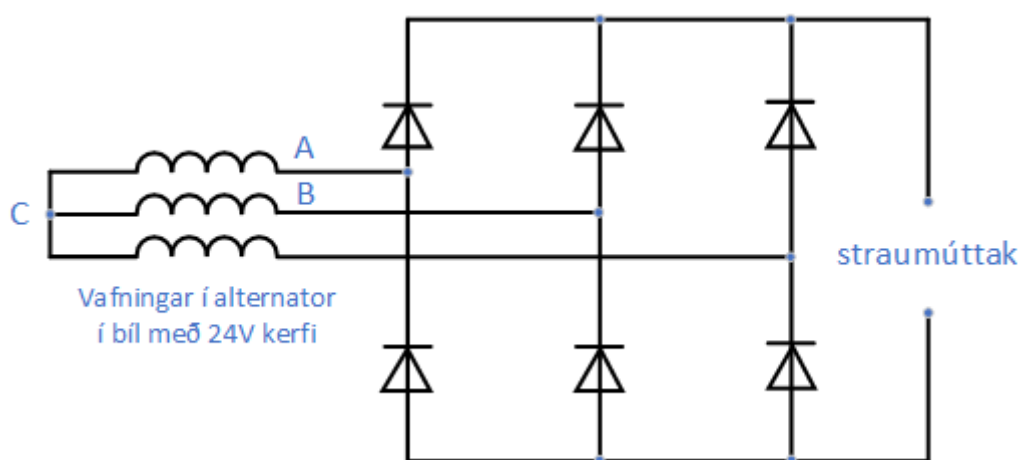 A
B
C
straumúttak
Vafningar í alternator
í bíl með 24V kerfi